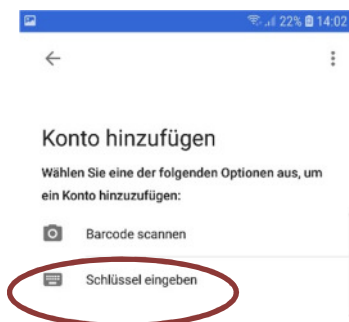 22% 14:02
Konto hinzufügen
Wählen Sie eine der folgenden Optionen aus, um
ein Konto hinzuzufügen:
Barcode scannen
Schlüssel eingeben